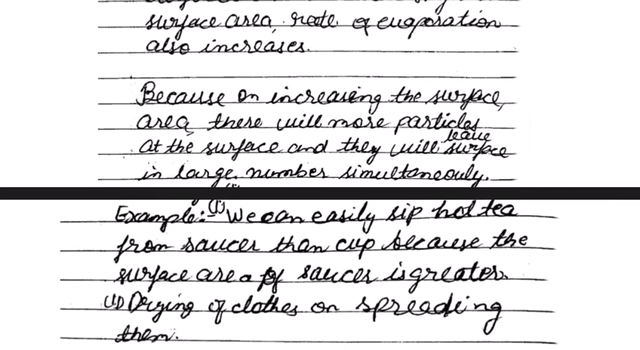 surface area, rate of evaporation
also increases.
Because on increasing the surface,
area, there will more particles
leave
at the surface and they will surface
in large number simultaneouly.
Example:- (i) We can easily sip hot tea
from saucer than cup because the
surface area of saucer is greater.
(ii) Drying of clothes on spreading
them.